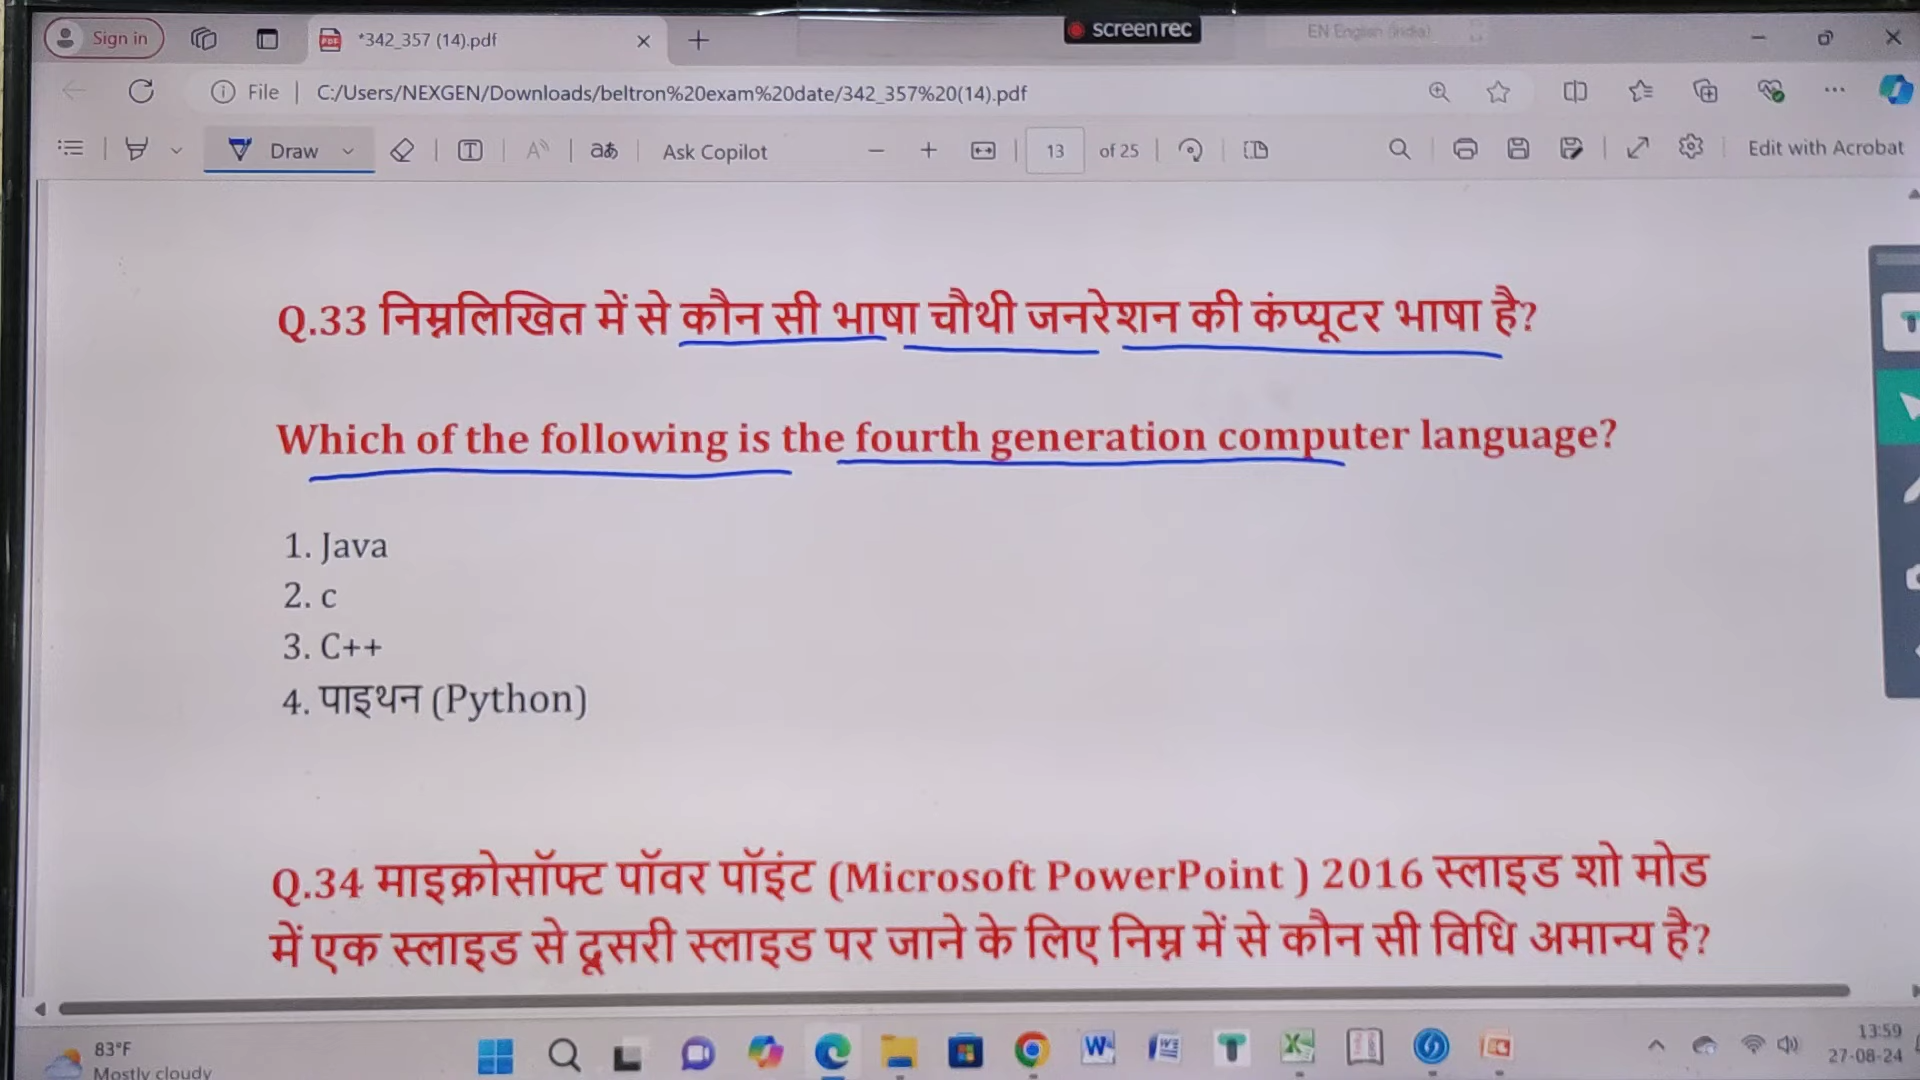 Sign in
*342_357 (14).pdf
screenrec
EN English (India)
File
C:/Users/NEXGEN/Downloads/beltron%20exam%20date/342_357%20(14).pdf
Draw
Ask Copilot
13
of 25
Edit with Acrobat
Q.33 निम्नलिखित में से कौन सी भाषा चौथी जनरेशन की कंप्यूटर भाषा है?
Which of the following is the fourth generation computer language?
1. Java
2. c
3. C++
4. पाइथन (Python)
Q.34 माइक्रोसॉफ्ट पॉवर पॉइंट (Microsoft PowerPoint ) 2016 स्लाइड शो मोड
में एक स्लाइड से दूसरी स्लाइड पर जाने के लिए निम्न में से कौन सी विधि अमान्य है?
83°F
Mostly cloudy
13:59
27-08-24